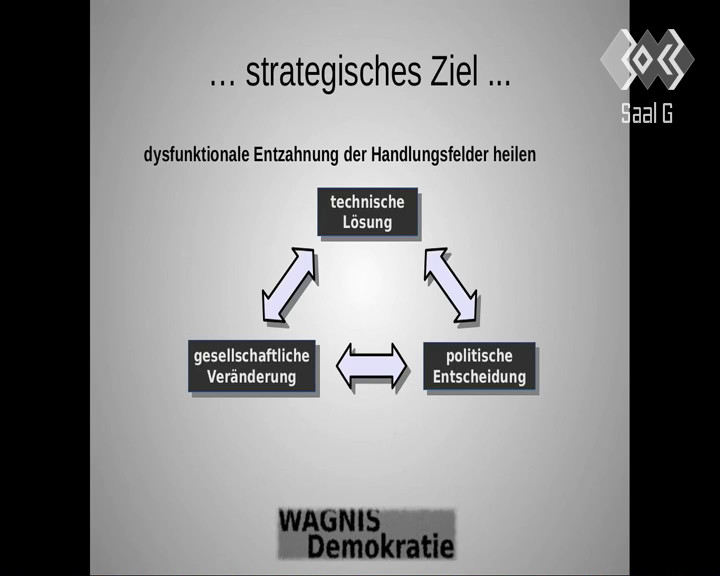 ... strategisches Ziel ...
Saal G
dysfunktionale Entzahnung der Handlungsfelder heilen
technische
Lösung
gesellschaftliche
Veränderung
politische
Entscheidung
WAGNIS
Demokratie